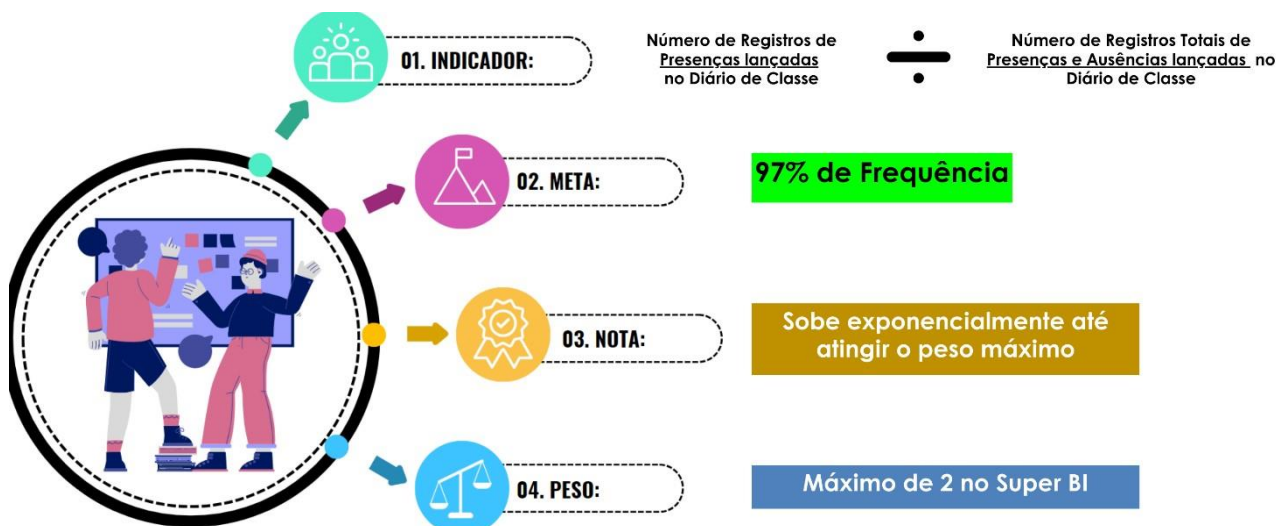 01. INDICADOR:
Número de Registros de
Presenças lançadas
no Diário de Classe
Número de Registros Totais de
Presenças e Ausências lançadas no
Diário de Classe
02. META:
97% de Frequência
03. NOTA:
Sobe exponencialmente até
atingir o peso máximo
04. PESO:
Máximo de 2 no Super BI